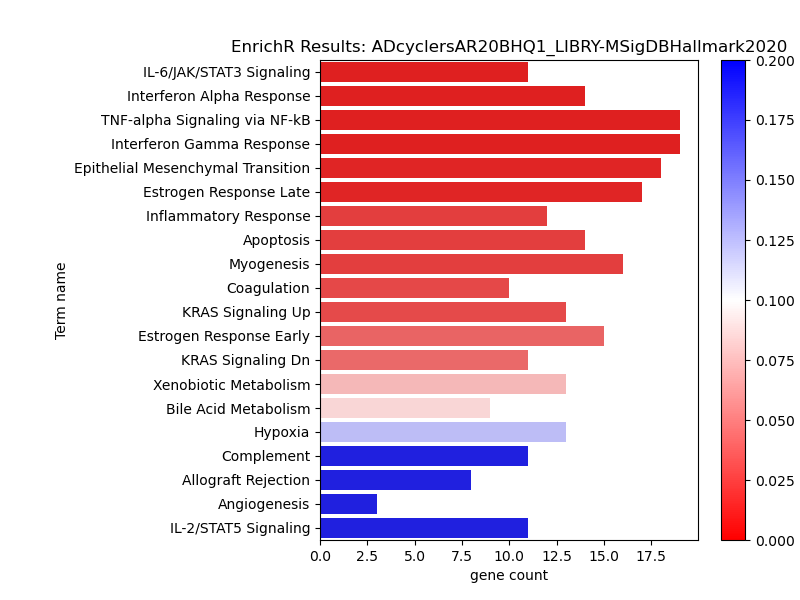 EnrichR Results: ADcyclersAR20BHQ1_LIBRY-MSigDBHallmark2020
IL-6/JAK/STAT3 Signaling
Interferon Alpha Response
TNF-alpha Signaling via NF-kB
Interferon Gamma Response
Epithelial Mesenchymal Transition
Estrogen Response Late
Inflammatory Response
Apoptosis
Myogenesis
Coagulation
KRAS Signaling Up
Estrogen Response Early
KRAS Signaling Dn
Xenobiotic Metabolism
Bile Acid Metabolism
Hypoxia
Complement
Allograft Rejection
Angiogenesis
IL-2/STAT5 Signaling
Term name
0.0 2.5 5.0 7.5 10.0 12.5 15.0 17.5
gene count
0.200
0.175
0.150
0.125
0.100
0.075
0.050
0.025
0.000